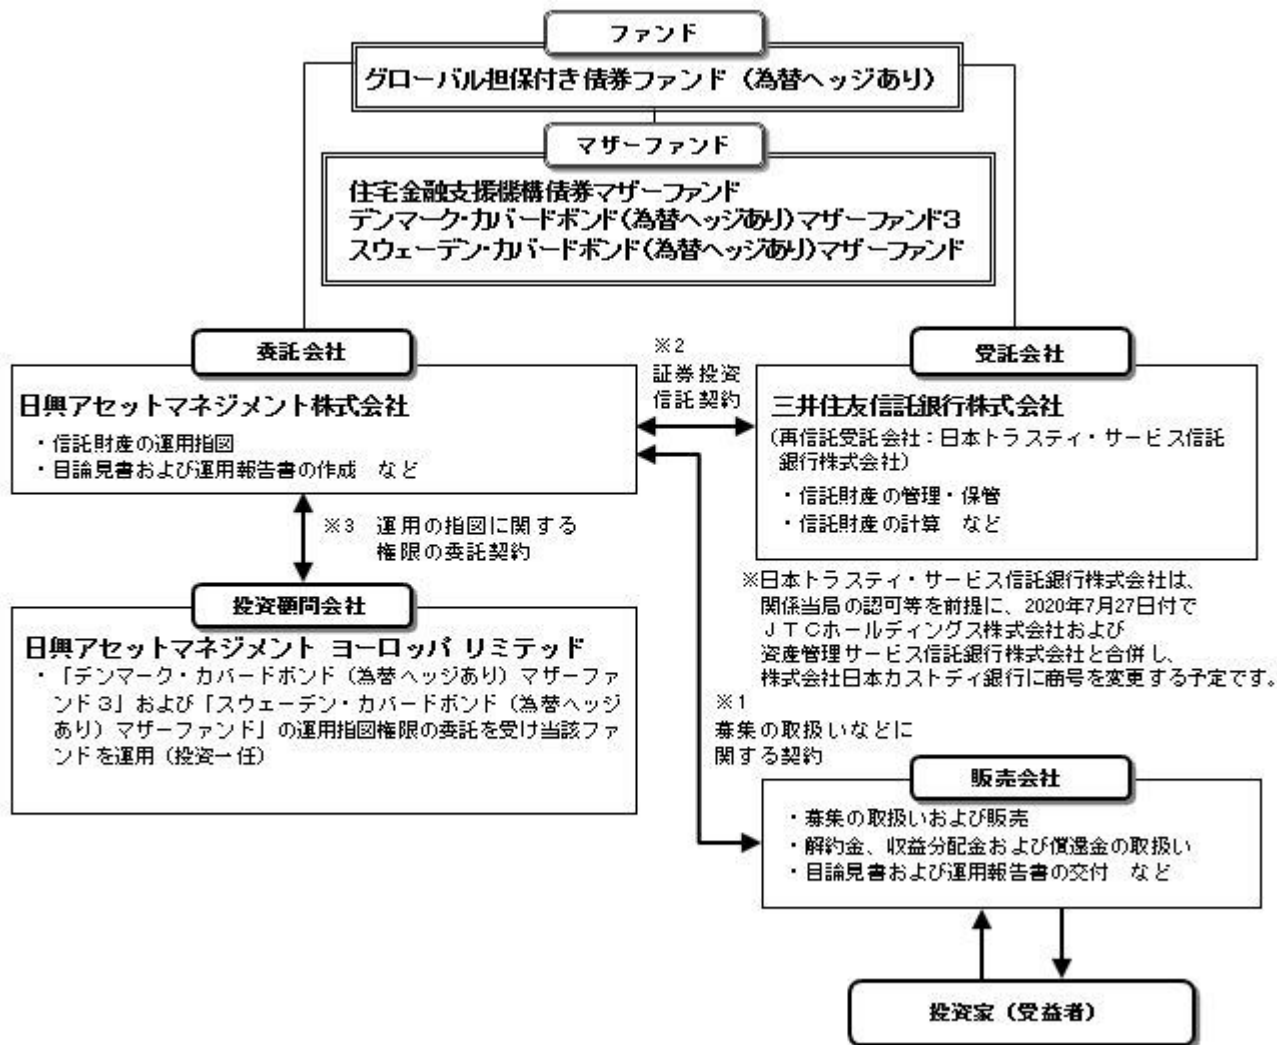 ファンド
グローバル担保付き債券ファンド（為替ヘッジあり）
マザーファンド
住宅金融支援機構債券マザーファンド
デンマーク・カバードボンド（為替ヘッジあり）マザーファンド3
スウェーデン・カバードボンド（為替ヘッジあり）マザーファンド
委託会社
日興アセットマネジメント株式会社
・信託財産の運用指図
・目論見書および運用報告書の作成　など
※2
証券投資
信託契約
受託会社
三井住友信託銀行株式会社
（再信託受託会社：日本トラスティ・サービス信託
銀行株式会社）
・信託財産の管理・保管
・信託財産の計算　など
※3　運用の指図に関する
権限の委託契約
※日本トラスティ・サービス信託銀行株式会社は、
関係当局の認可等を前提に、2020年7月27日付で
ＪＴＣホールディングス株式会社および
資産管理サービス信託銀行株式会社と合併し、
株式会社日本カストディ銀行に商号を変更する予定です。
投資顧問会社
日興アセットマネジメント ヨーロッパ リミテッド
・「デンマーク・カバードボンド（為替ヘッジあり）マザーファ
ンド３」および「スウェーデン・カバードボンド（為替ヘッジ
あり）マザーファンド」の運用指図権限の委託を受け当該ファ
ンドを運用（投資一任）
※1
募集の取扱いなどに
関する契約
販売会社
・募集の取扱いおよび販売
・解約金、収益分配金および償還金の取扱い
・目論見書および運用報告書の交付　など
投資家（受益者）